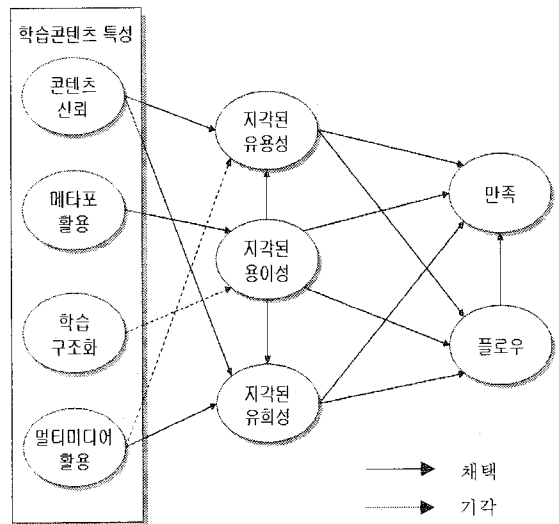 학습콘텐츠 특성
콘텐츠
신뢰
메타포
활용
학습
구조화
멀티미디어
활용
지각된
유용성
지각된
용이성
지각된
유희성
만족
플로우
채택
기각